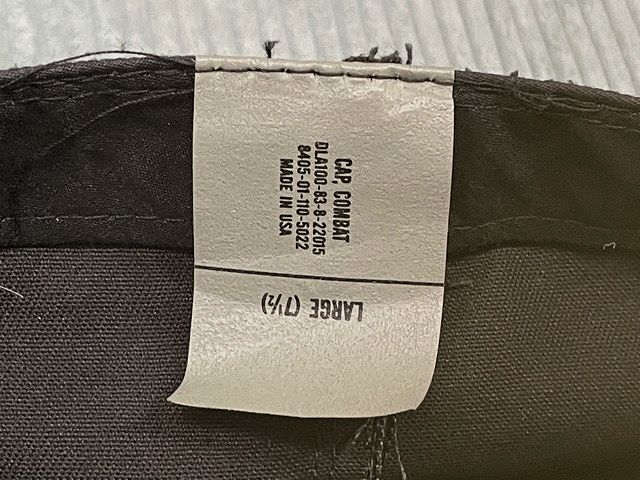 CAP, COMBAT
DLA100-83-8-22015
8405-01-110-5022
MADE IN USA
LARGE (7½)